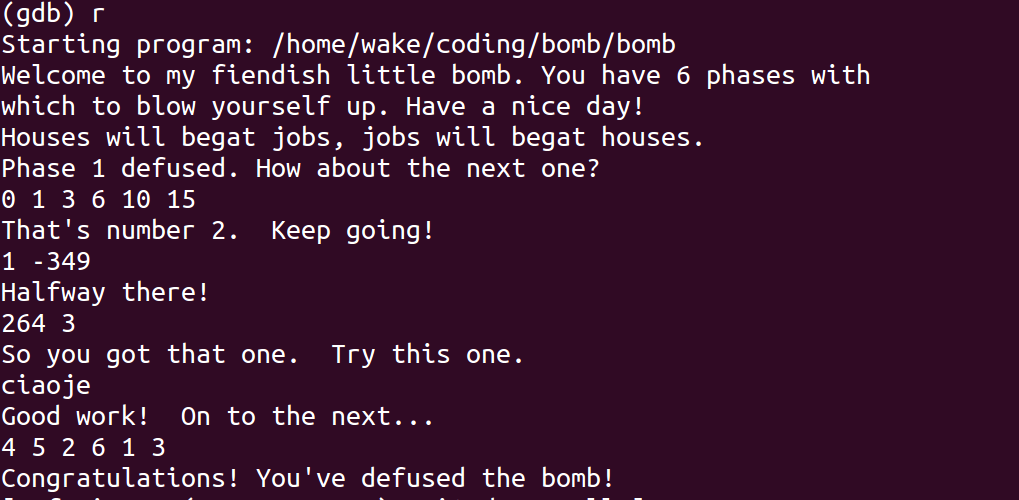 (gdb) r
Starting program: /home/wake/coding/bomb/bomb
Welcome to my fiendish little bomb. You have 6 phases with
which to blow yourself up. Have a nice day!
Houses will begat jobs, jobs will begat houses.
Phase 1 defused. How about the next one?
0 1 3 6 10 15
That's number 2.  Keep going!
1 -349
Halfway there!
264 3
So you got that one.  Try this one.
ciaoje
Good work!  On to the next...
4 5 2 6 1 3
Congratulations! You've defused the bomb!